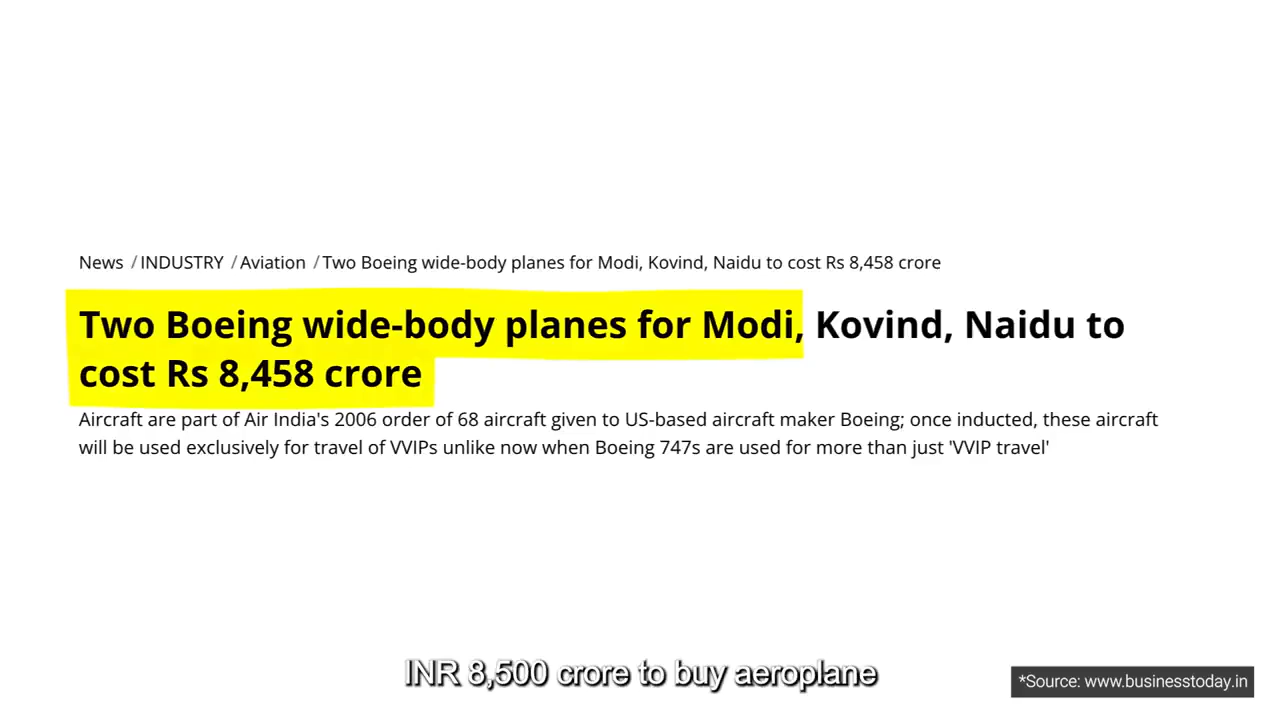 News / INDUSTRY / Aviation / Two Boeing wide-body planes for Modi, Kovind, Naidu to cost Rs 8,458 crore
Two Boeing wide-body planes for Modi, Kovind, Naidu to
cost Rs 8,458 crore
Aircraft are part of Air India's 2006 order of 68 aircraft given to US-based aircraft maker Boeing; once inducted, these aircraft
will be used exclusively for travel of VVIPs unlike now when Boeing 747s are used for more than just 'VVIP travel'
INR 8,500 crore to buy aeroplane
*Source: www.businesstoday.in